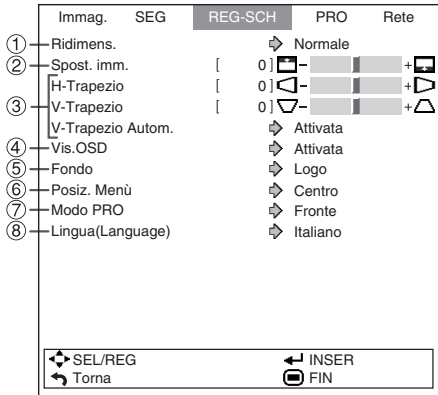 Immag. SEG REG-SCH PRO Rete
① Ridimens. Normale
② Spost. imm. [ 0 ] - +
H-Trapezio [ 0 ] - +
③ V-Trapezio [ 0 ] - +
V-Trapezio Autom. Attivata
④ Vis.OSD Attivata
⑤ Fondo Logo
⑥ Posiz. Menù Centro
⑦ Modo PRO Fronte
⑧ Lingua(Language) Italiano
SEL/REG INSER
Torna FIN